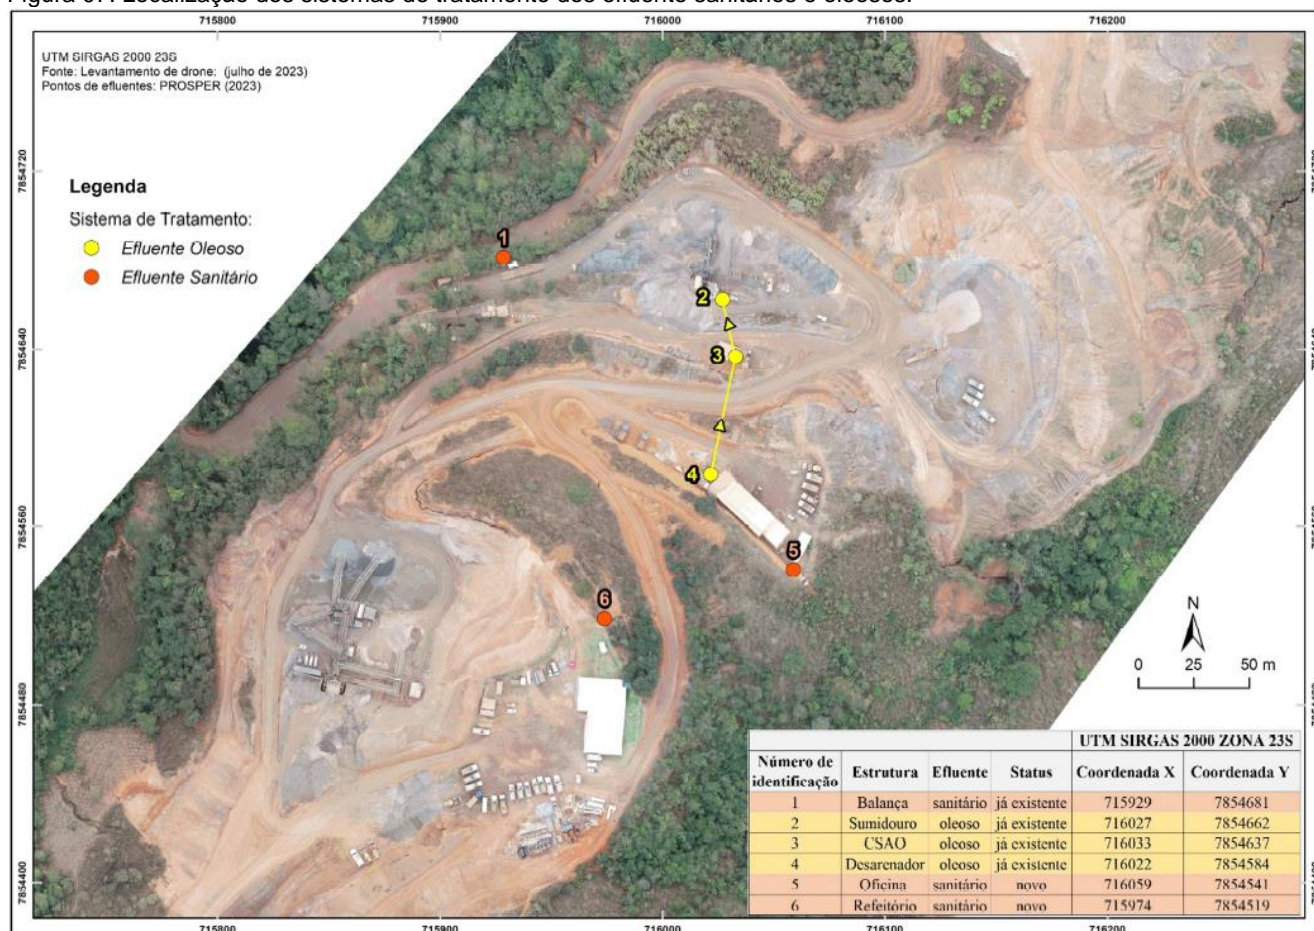 Figura 07: Localização dos sistemas de tratamento dos efluente sanitários e oleosos.
715800 715900 716000 716100 716200
UTM SIRGAS 2000 23S
Fonte: Levantamento de drone: (julho de 2023)
Pontos de efluentes: PROSPER (2023)
7854720
Legenda
Sistema de Tratamento:
Efluente Oleoso
Efluente Sanitário
1
2
7854640
3
4
7854560
5
6
N
0 25 50 m
7854480
UTM SIRGAS 2000 ZONA 23S
Número de identificação Estrutura Efluente Status Coordenada X Coordenada Y
1 Balança sanitário já existente 715929 7854681
2 Sumidouro oleoso já existente 716027 7854662
3 CSAO oleoso já existente 716033 7854637
4 Desarenador oleoso já existente 716022 7854584
5 Oficina sanitário novo 716059 7854541
6 Refeitório sanitário novo 715974 7854519
7854400
715800 715900 716000 716100 716200